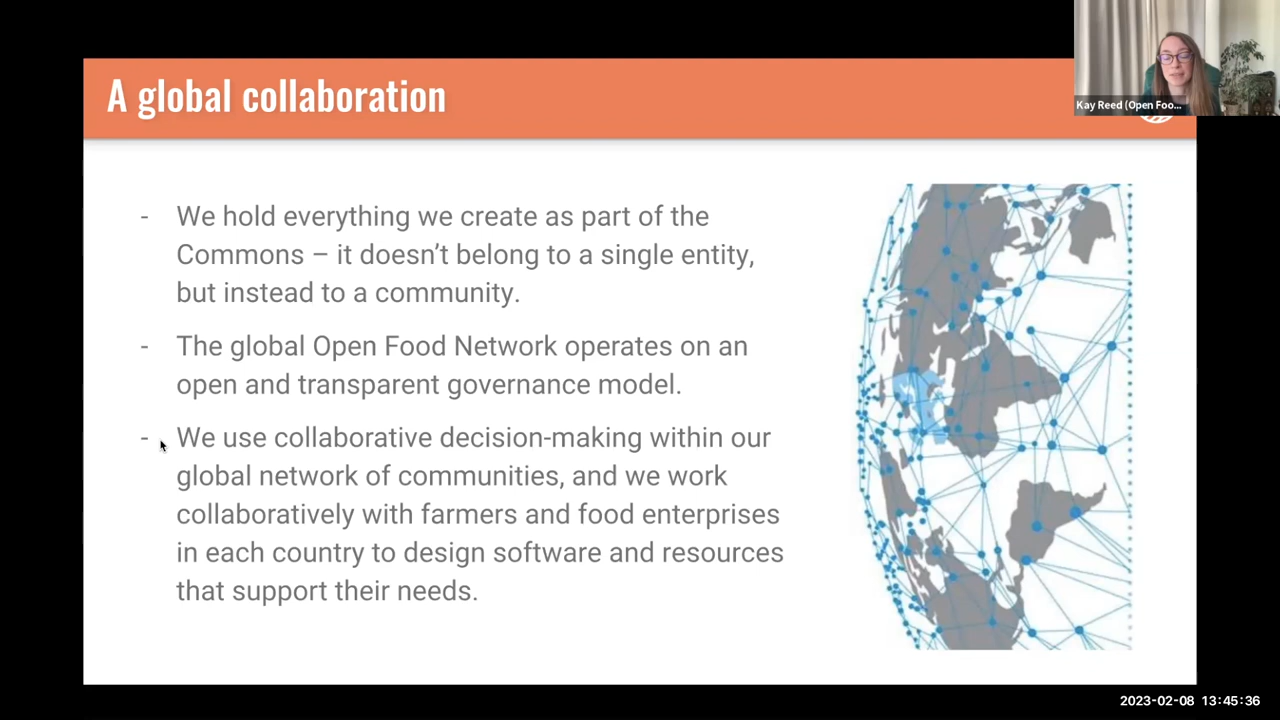 A global collaboration
Kay Reed (Open Foo...
- We hold everything we create as part of the
Commons – it doesn’t belong to a single entity,
but instead to a community.
- The global Open Food Network operates on an
open and transparent governance model.
- We use collaborative decision-making within our
global network of communities, and we work
collaboratively with farmers and food enterprises
in each country to design software and resources
that support their needs.
2023-02-08 13:45:36